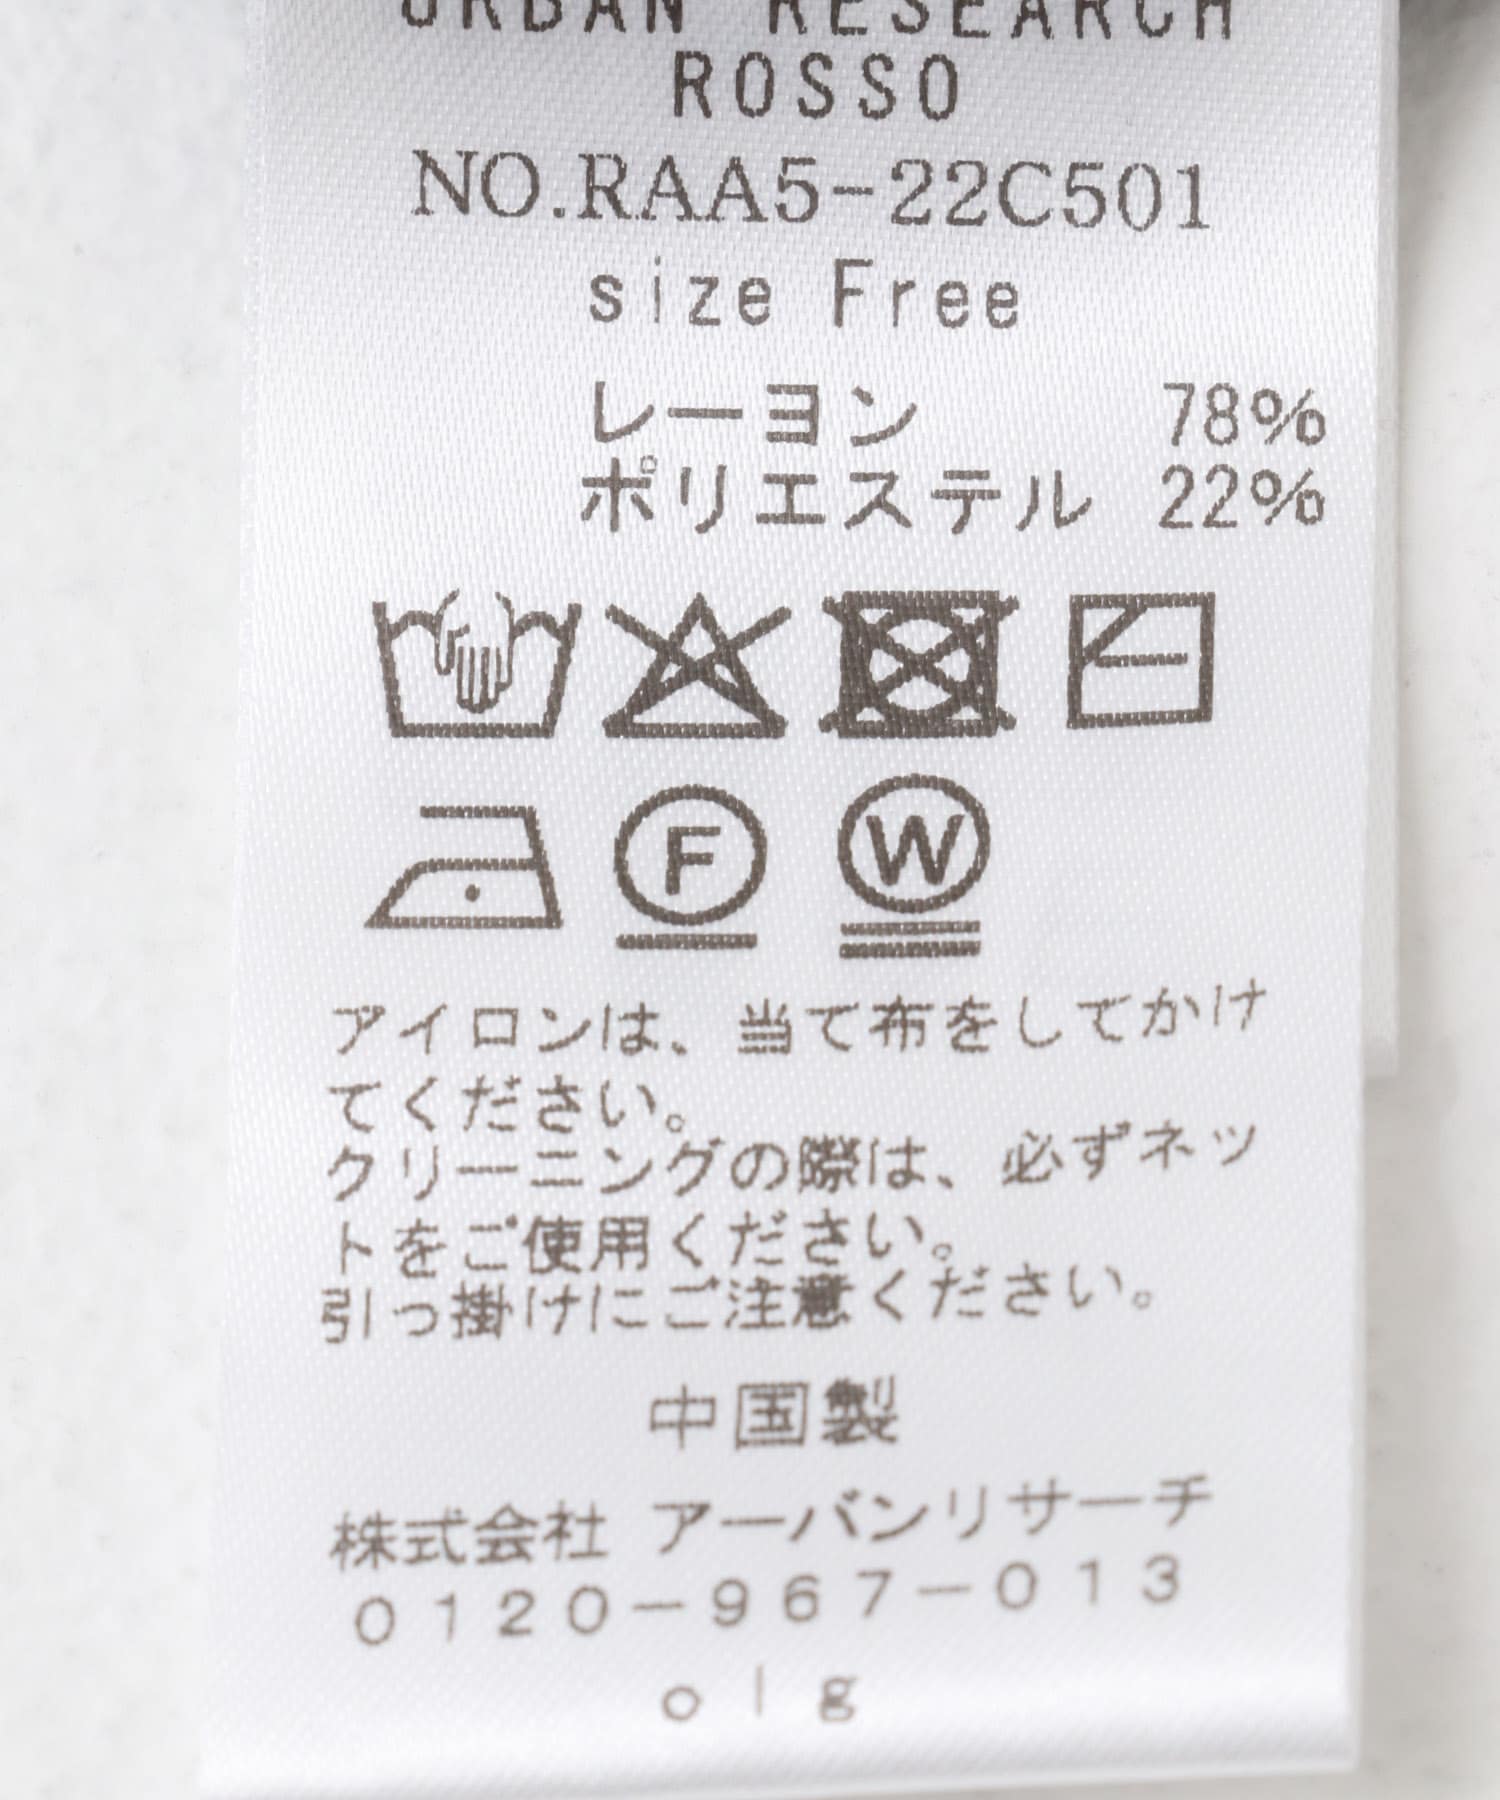 URBAN RESEARCH
ROSSO
NO.RAA5-22C501
size Free
レーヨン 78%
ポリエステル 22%
F W
アイロンは、当て布をしてかけ
てください。
クリーニングの際は、必ずネッ
トをご使用ください。
引っ掛けにご注意ください。
中国製
株式会社 アーバンリサーチ
0120-967-013
olg